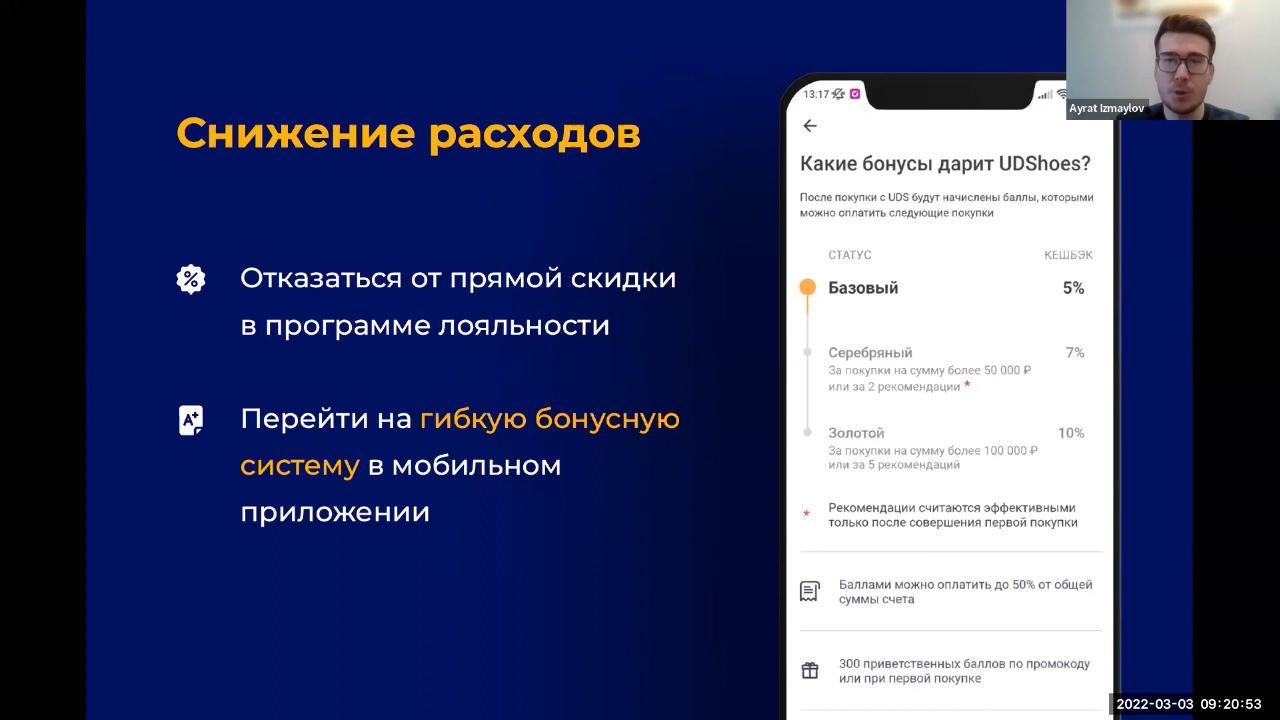 Снижение расходов
Отказаться от прямой скидки
в программе лояльности
Перейти на гибкую бонусную
систему в мобильном
приложении
13:17
Какие бонусы дарит UDShoes?
После покупки с UDS будут начислены баллы, которыми
можно оплатить следующие покупки
СТАТУС КЕШБЭК
Базовый 5%
Серебряный 7%
За покупки на сумму более 50 000 ₽
или за 2 рекомендации *
Золотой 10%
За покупки на сумму более 100 000 ₽
или за 5 рекомендаций
* Рекомендации считаются эффективными
только после совершения первой покупки
Баллами можно оплатить до 50% от общей
суммы счета
300 приветственных баллов по промокоду
или при первой покупке
Ayrat Izmaylov
2022-03-03 09:20:53